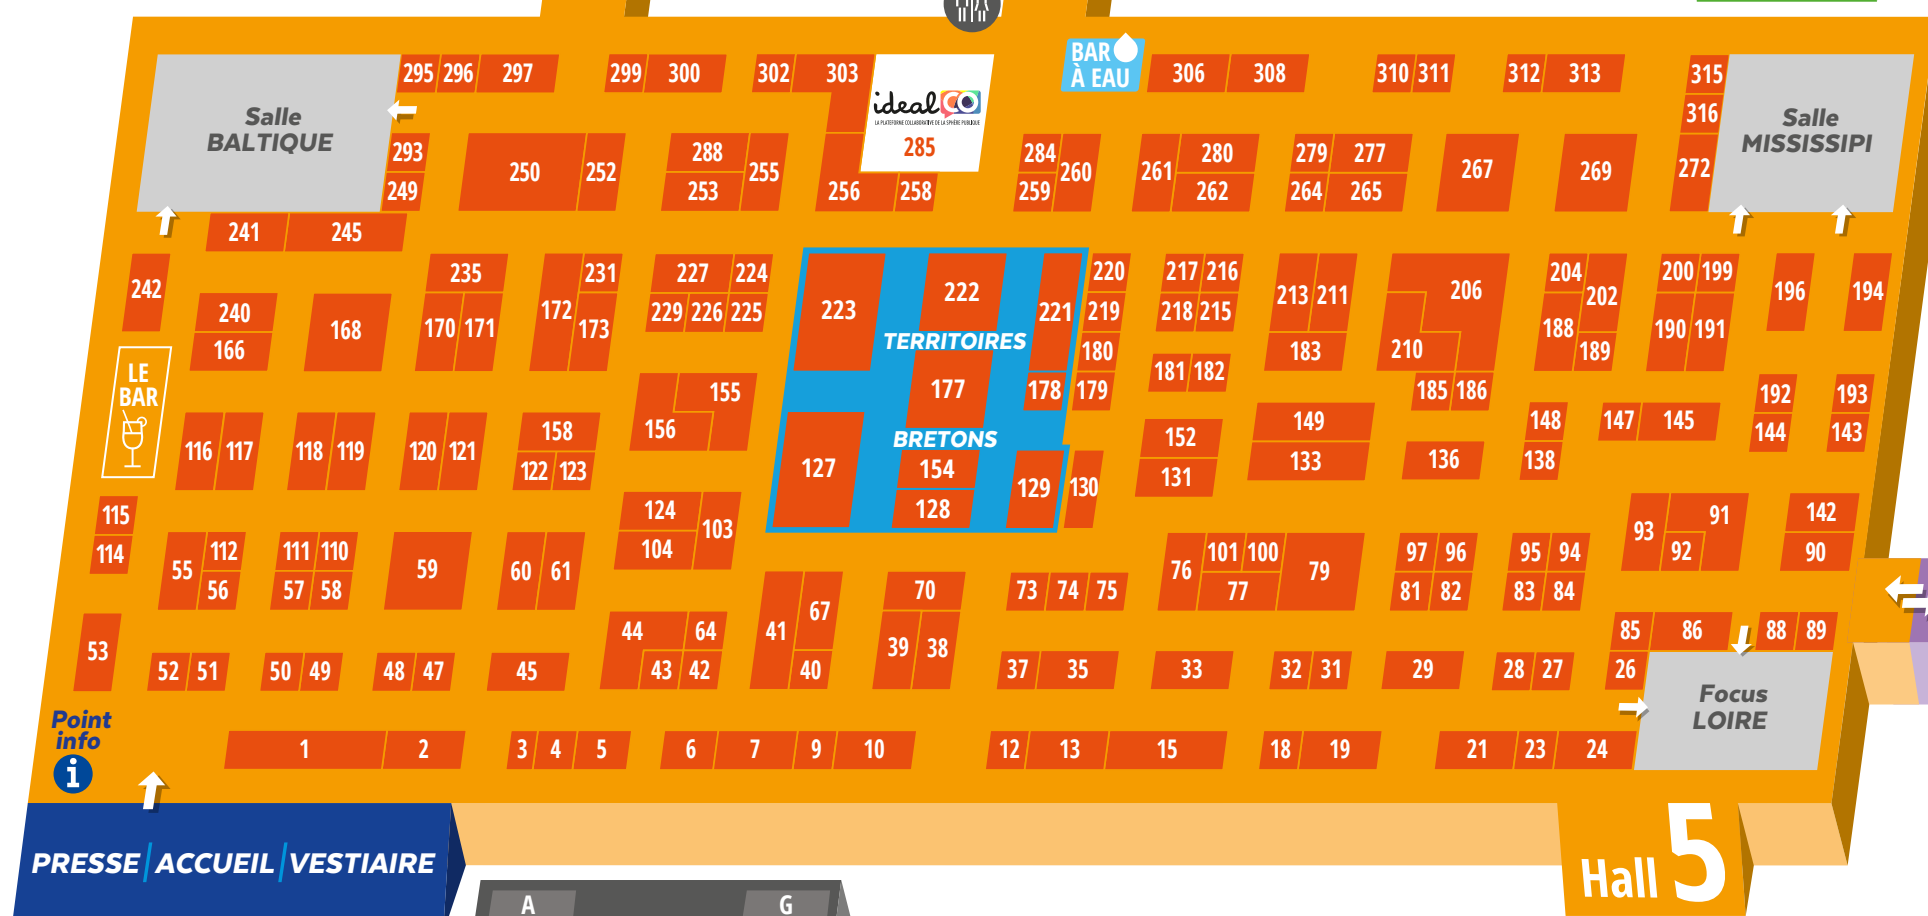 BAR
À EAU
295 296 297 299 300 302 303 306 308 310 311 312 313 315
idealCO
LA PLATEFORME COLLABORATIVE DE LA SPHÈRE PUBLIQUE
285
316
Salle
BALTIQUE
Salle
MISSISSIPI
293 250 252 288 255 284 260 261 280 279 277 267 269 272
249 253 256 258 259 262 264 265
241 245
242 235 231 227 224 223 222 221 220 217 216 213 211 206 204 202 200 199 196 194
240 168 170 171 172 173 229 226 225 219 218 215 188 190 191
166 TERRITOIRES 180 183 210 189
LE
BAR
155 177 178 179 181 182 185 186 192 193
156 149 148 147 145
116 117 118 119 120 121 158 BRETONS 152 144 143
122 123 127 154 129 130 131 133 136 138
115 124 103 128 93 91 142
114 104 92 90
55 112 111 110 59 60 61 76 101 100 79 97 96 95 94
56 57 58 41 67 70 73 74 75 77 81 82 83 84
53 44 64 39 38 85 86 88 89
52 51 50 49 48 47 45 43 42 40 37 35 33 32 31 29 28 27 26
Focus
LOIRE
Point
info
i
1 2 3 4 5 6 7 9 10 12 13 15 18 19 21 23 24
PRESSE ACCUEIL VESTIAIRE
Hall 5
A G